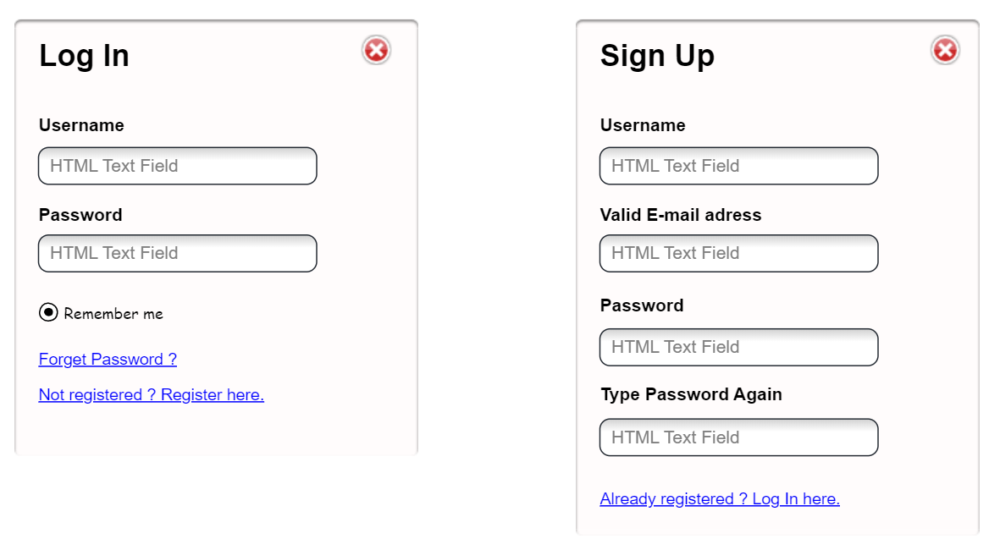 Log In
Username
HTML Text Field
Password
HTML Text Field
Remember me
Forget Password ?
Not registered ? Register here.
Sign Up
Username
HTML Text Field
Valid E-mail adress
HTML Text Field
Password
HTML Text Field
Type Password Again
HTML Text Field
Already registered ? Log In here.